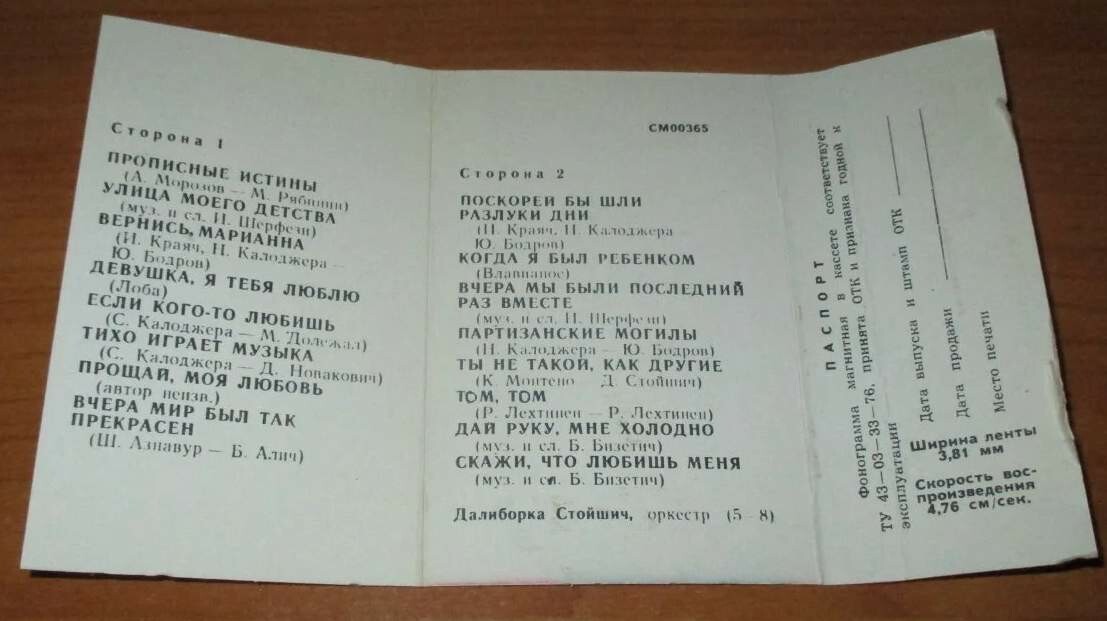 Сторона 1
ПРОПИСНЫЕ ИСТИНЫ
(А. Морозов — М. Рябинин)
УЛИЦА МОЕГО ДЕТСТВА
(муз. и сл. И. Шерфези)
ВЕРНИСЬ, МАРИАННА
(И. Краяч, Н. Калоджера —
Ю. Бодров)
ДЕВУШКА, Я ТЕБЯ ЛЮБЛЮ
(Лоба)
ЕСЛИ КОГО-ТО ЛЮБИШЬ
(С. Калоджера — М. Долежал)
ТИХО ИГРАЕТ МУЗЫКА
(С. Калоджера — Д. Новакович)
ПРОЩАЙ, МОЯ ЛЮБОВЬ
(автор неизв.)
ВЧЕРА МИР БЫЛ ТАК
ПРЕКРАСЕН
(Ш. Азнавур — Б. Алич)
СМ00365
Сторона 2
ПОСКОРЕЙ БЫ ШЛИ
РАЗЛУКИ ДНИ
(И. Краяч, Н. Калоджера
Ю. Бодров)
КОГДА Я БЫЛ РЕБЕНКОМ
(Влавианос)
ВЧЕРА МЫ БЫЛИ ПОСЛЕДНИЙ
РАЗ ВМЕСТЕ
(муз. и сл. И. Шерфези)
ПАРТИЗАНСКИЕ МОГИЛЫ
(Н. Калоджера — Ю. Бодров)
ТЫ НЕ ТАКОЙ, КАК ДРУГИЕ
(К. Монтено Д. Стойшич)
ТОМ, ТОМ
(Р. Лехтинен — Р. Лехтинен)
ДАЙ РУКУ, МНЕ ХОЛОДНО
(муз. и сл. Б. Бизетич)
СКАЖИ, ЧТО ЛЮБИШЬ МЕНЯ
(муз. и сл. Б. Бизетич)
Далиборка Стойшич, оркестр (5—8)
ПАСПОРТ
Фонограмма магнитная в кассете соответствует
ТУ 43—03—33—76, принята ОТК и признана годной к
эксплуатации
Дата выпуска и штамп ОТК
Дата продажи
Место печати
Ширина ленты
3,81 мм
Скорость вос-
произведения
4,76 см/сек.